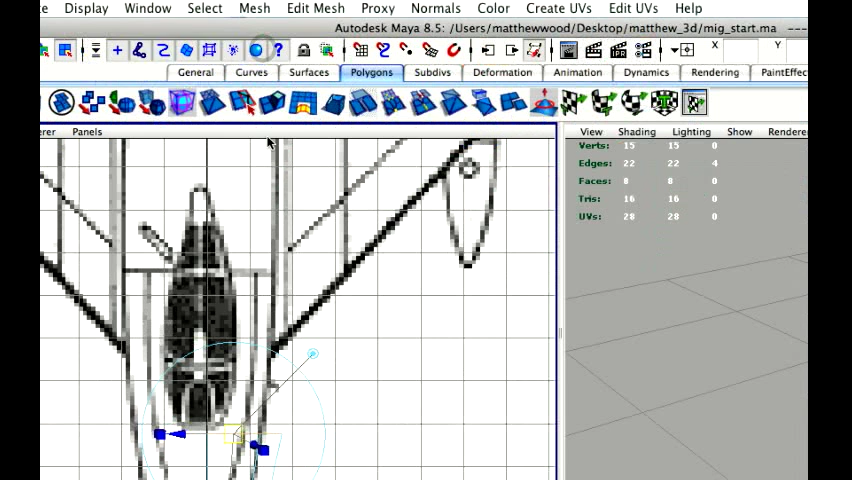 Display Window Select Mesh Edit Mesh Proxy Normals Color Create UVs Edit UVs
Autodesk Maya 8.5: /Users/matthewwood/Desktop/matthew_3d/mig_start.ma ---
X Y
General Curves Surfaces Polygons Subdivs Deformation Animation Dynamics Rendering PaintEffec
erer Panels View Shading Lighting Show Renderer
Verts: 15 15 0
Edges: 22 22 4
Faces: 8 8 0
Tris: 16 16 0
UVs: 28 28 0